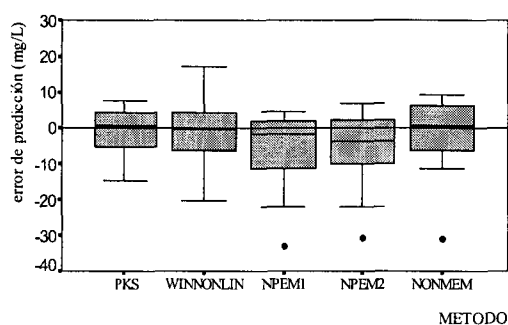 error de predicción (mg/L)
30
20
10
0
-10
-20
-30
-40
PKS WINNONLIN NPEM1 NPEM2 NONMEM
METODO